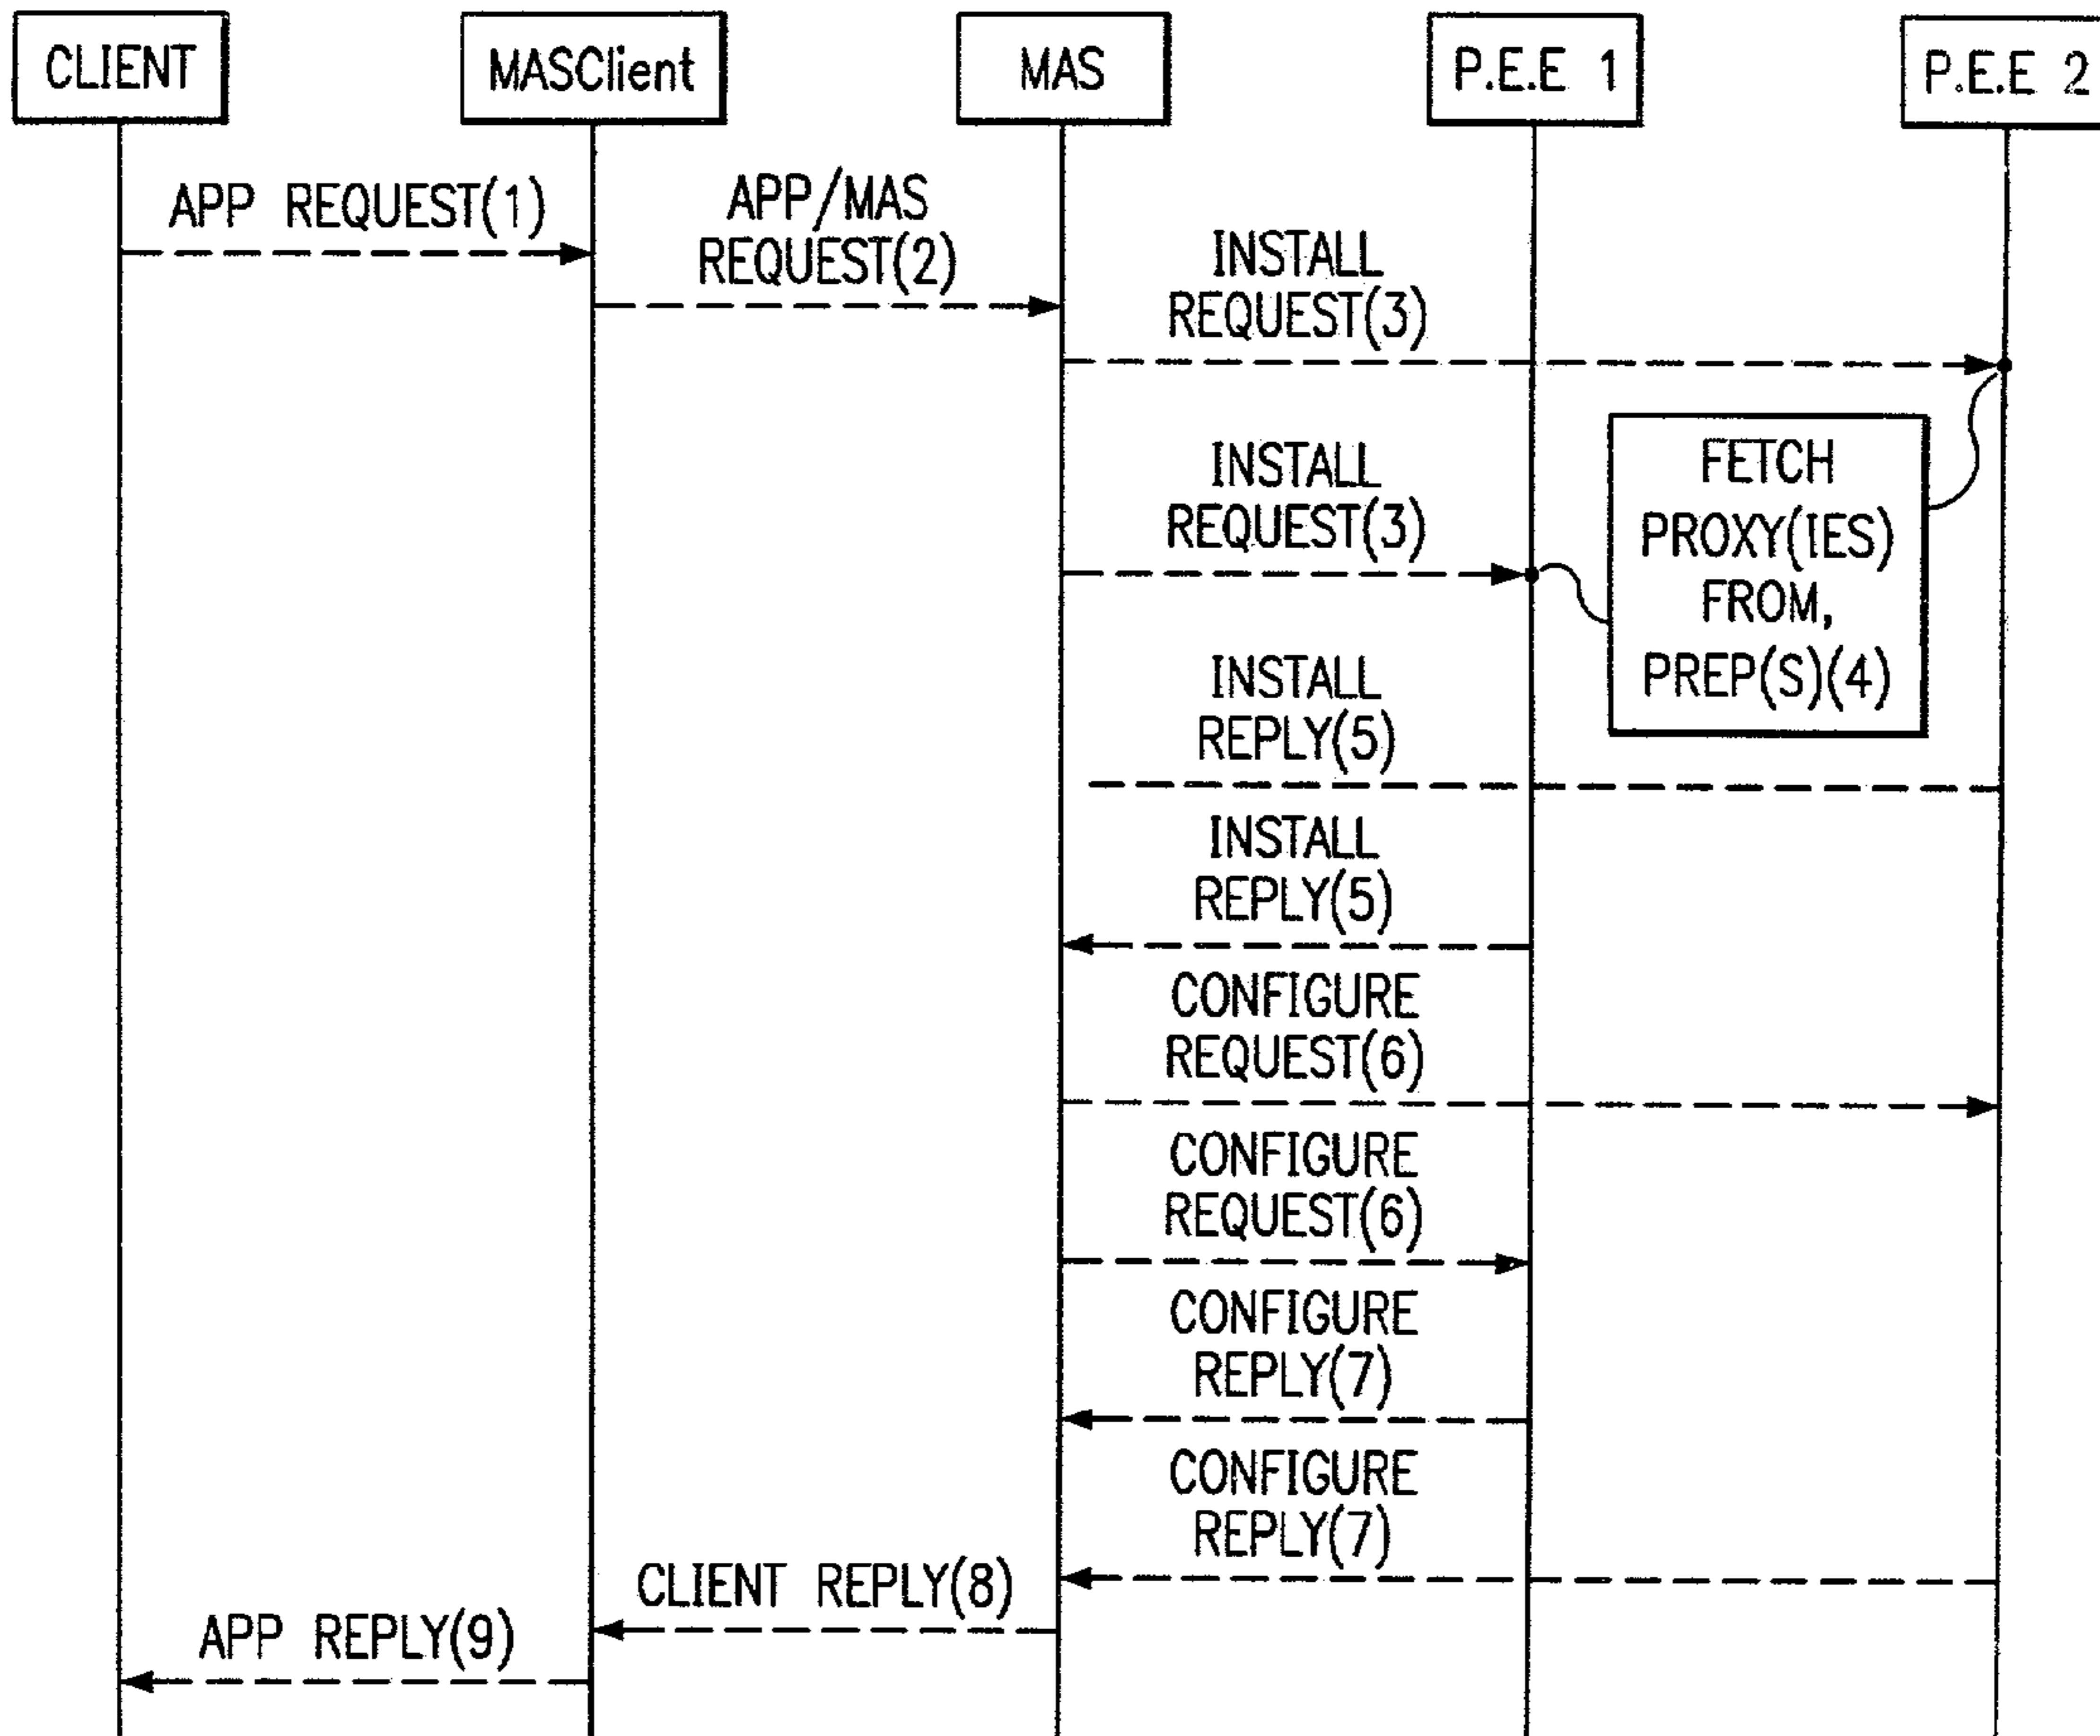 CLIENT
MASClient
MAS
P.E.E 1
P.E.E 2
APP REQUEST(1)
APP/MAS
REQUEST(2)
INSTALL
REQUEST(3)
INSTALL
REQUEST(3)
FETCH
PROXY(IES)
FROM,
PREP(S)(4)
INSTALL
REPLY(5)
INSTALL
REPLY(5)
CONFIGURE
REQUEST(6)
CONFIGURE
REQUEST(6)
CONFIGURE
REPLY(7)
CONFIGURE
REPLY(7)
CLIENT REPLY(8)
APP REPLY(9)